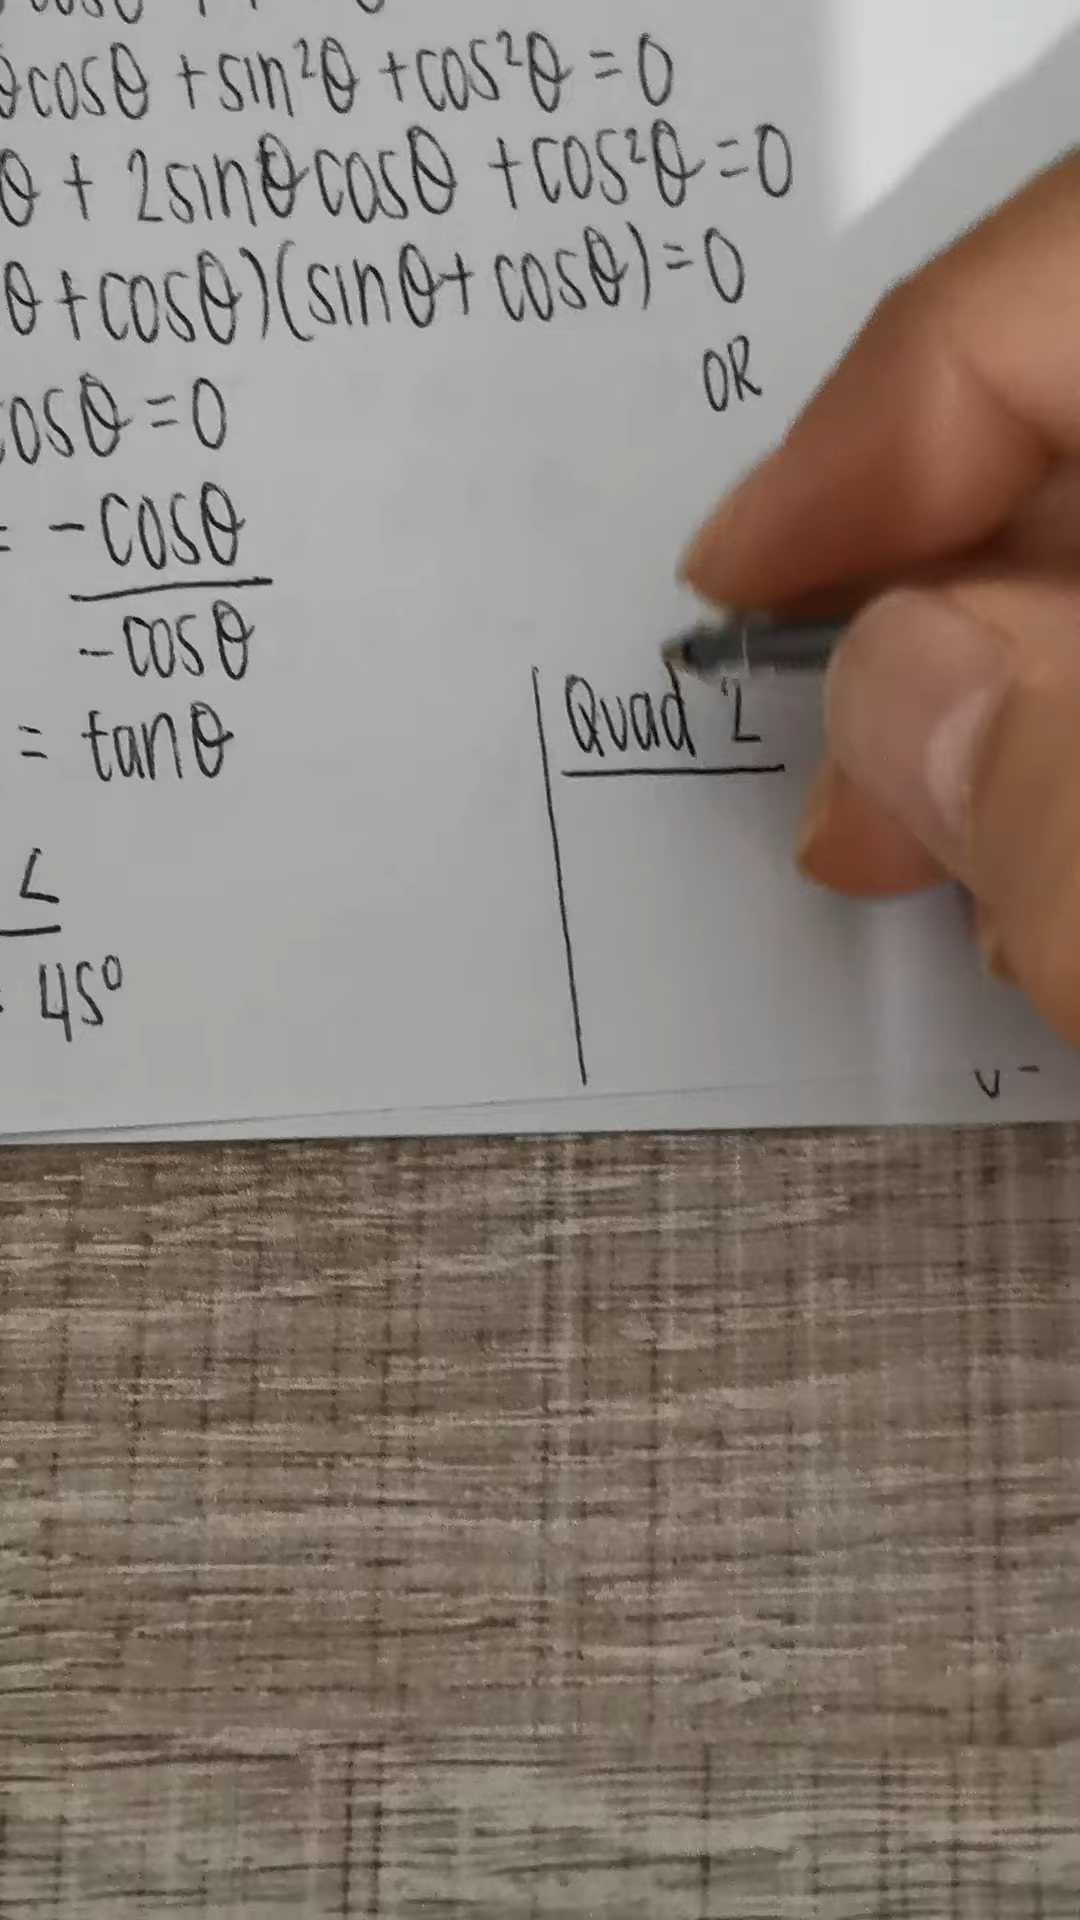 θcosθ + sin²θ + cos²θ = 0
θ + 2sinθcosθ + cos²θ = 0
θ + cosθ)(sinθ + cosθ) = 0
OR
cosθ = 0
= -cosθ
-cosθ
= tanθ
Quad 2
45°